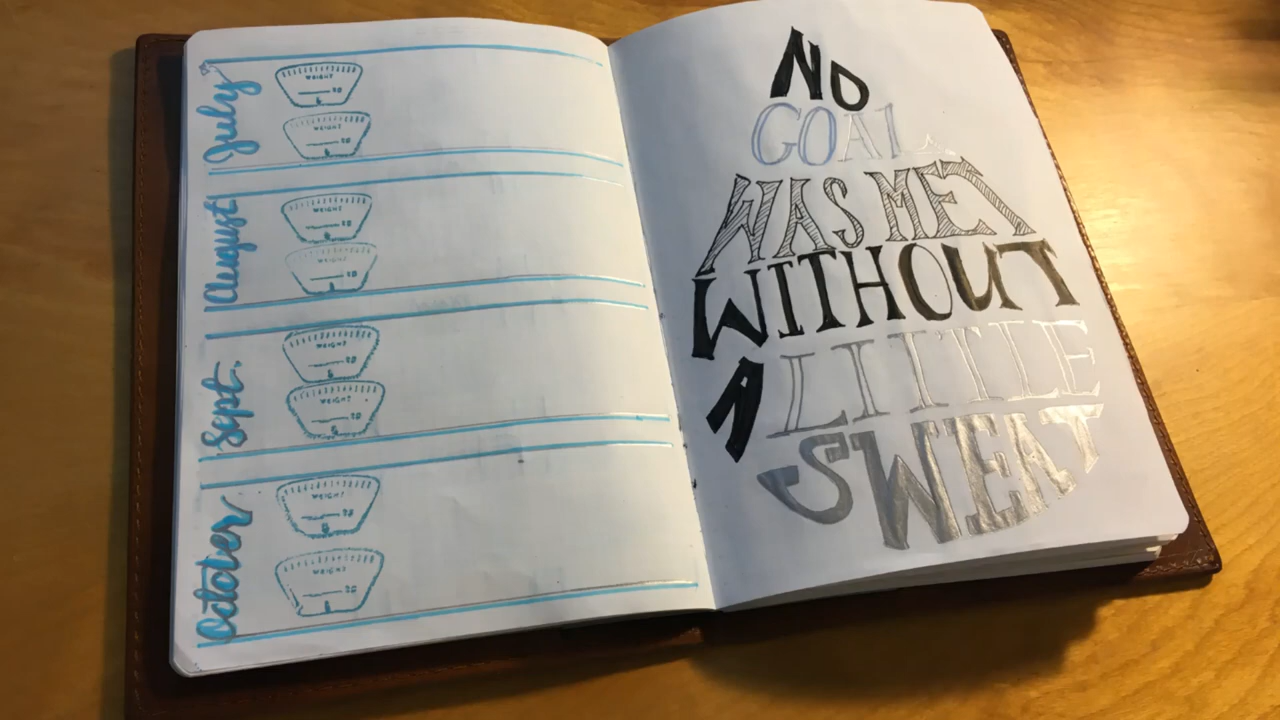 July
WEIGHT
WEIGHT
August
WEIGHT
WEIGHT
Sept.
WEIGHT
WEIGHT
October
WEIGHT
WEIGHT
NO
GOAL
WAS MET
WITHOUT
A LITTLE
SWEAT